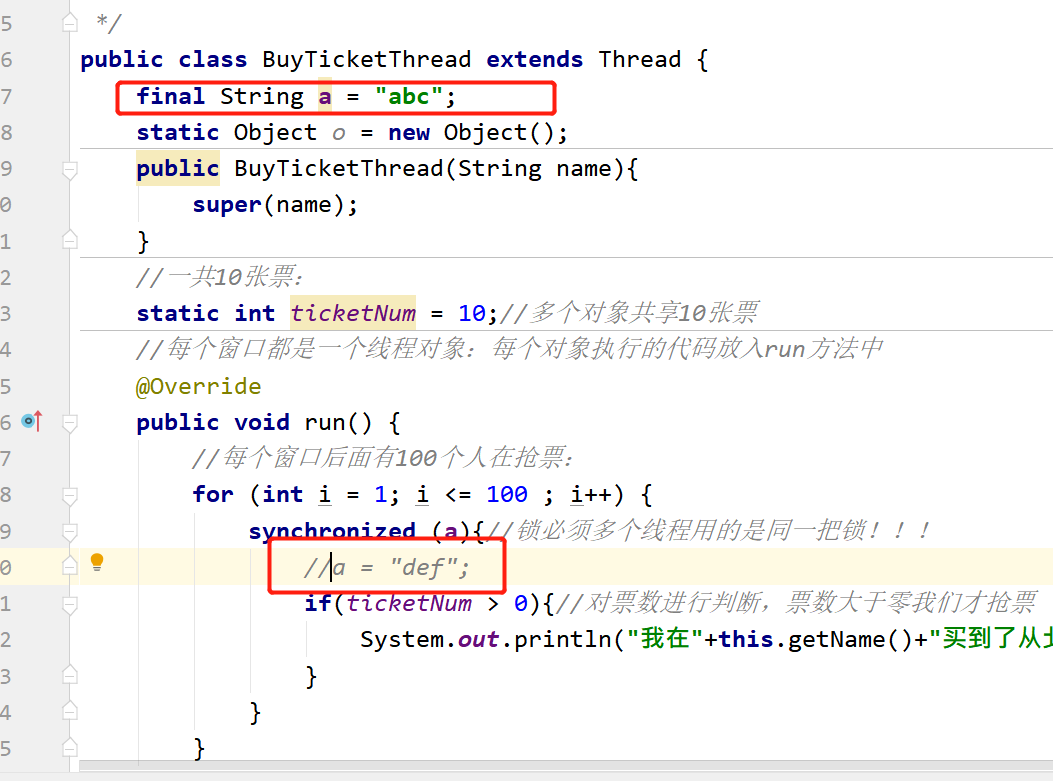 5 */
6 public class BuyTicketThread extends Thread {
7 final String a = "abc";
8 static Object o = new Object();
9 public BuyTicketThread(String name){
0 super(name);
1 }
2 //一共10张票：
3 static int ticketNum = 10;//多个对象共享10张票
4 //每个窗口都是一个线程对象：每个对象执行的代码放入run方法中
5 @Override
6 public void run() {
7 //每个窗口后面有100个人在抢票：
8 for (int i = 1; i <= 100 ; i++) {
9 synchronized (a){//锁必须多个线程用的是同一把锁！！！
0 //a = "def";
1 if(ticketNum > 0){//对票数进行判断，票数大于零我们才抢票
2 System.out.println("我在"+this.getName()+"买到了从北
3 }
4 }
5 }